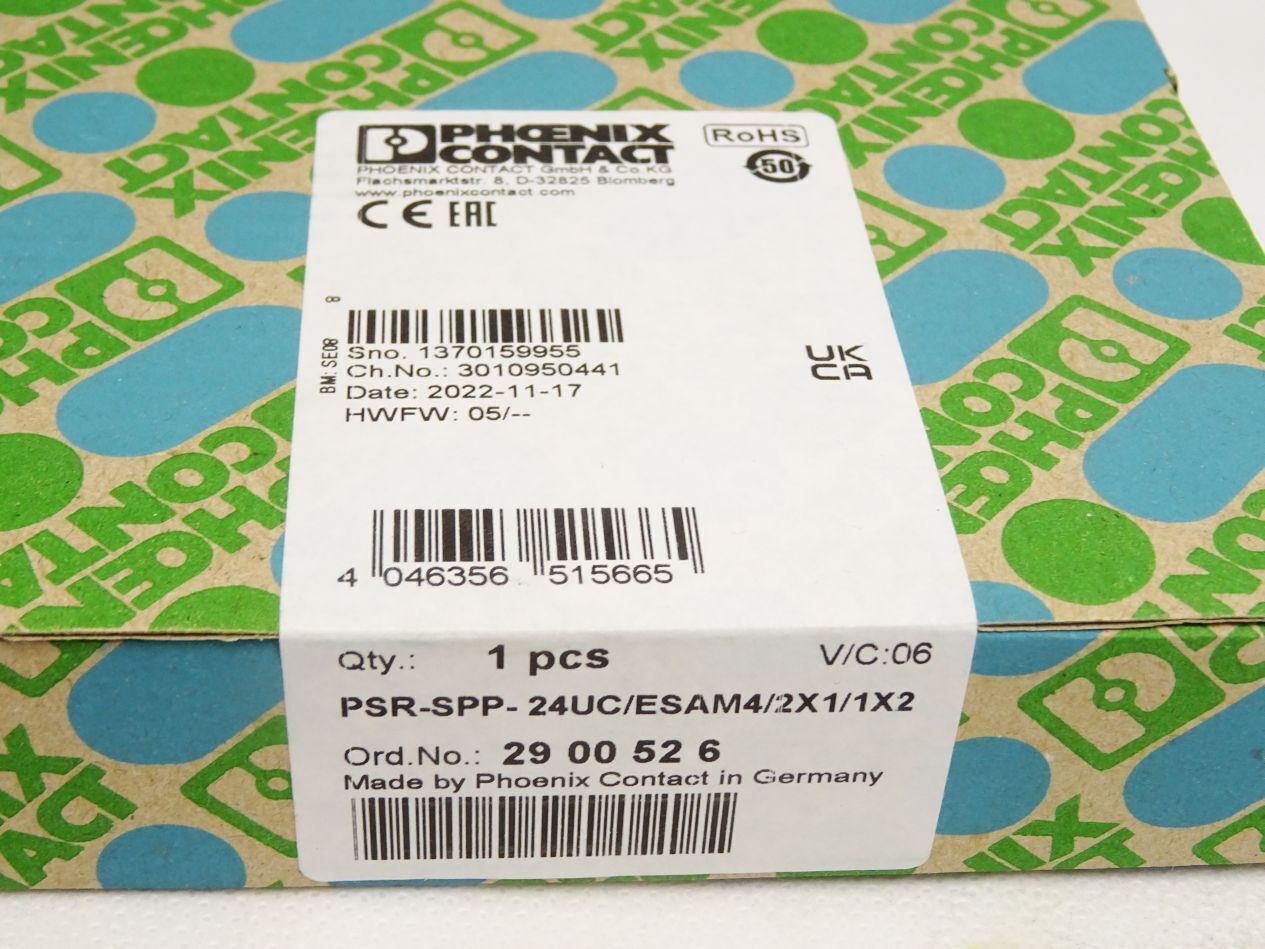 PHŒNIX
CONTACT
RoHS
50
PHOENIX CONTACT GmbH & Co.KG
Flachsmarktstr. 8, D-32825 Blomberg
www.phoenixcontact.com
CE EAC
8
BM: SE08
Sno. 1370159955
Ch.No.: 3010950441
Date: 2022-11-17
HWFW: 05/--
UK
CA
4 046356 515665
Qty.: 1 pcs V/C:06
PSR-SPP- 24UC/ESAM4/2X1/1X2
Ord.No.: 29 00 52 6
Made by Phoenix Contact in Germany
PHŒNIX
CONTACT